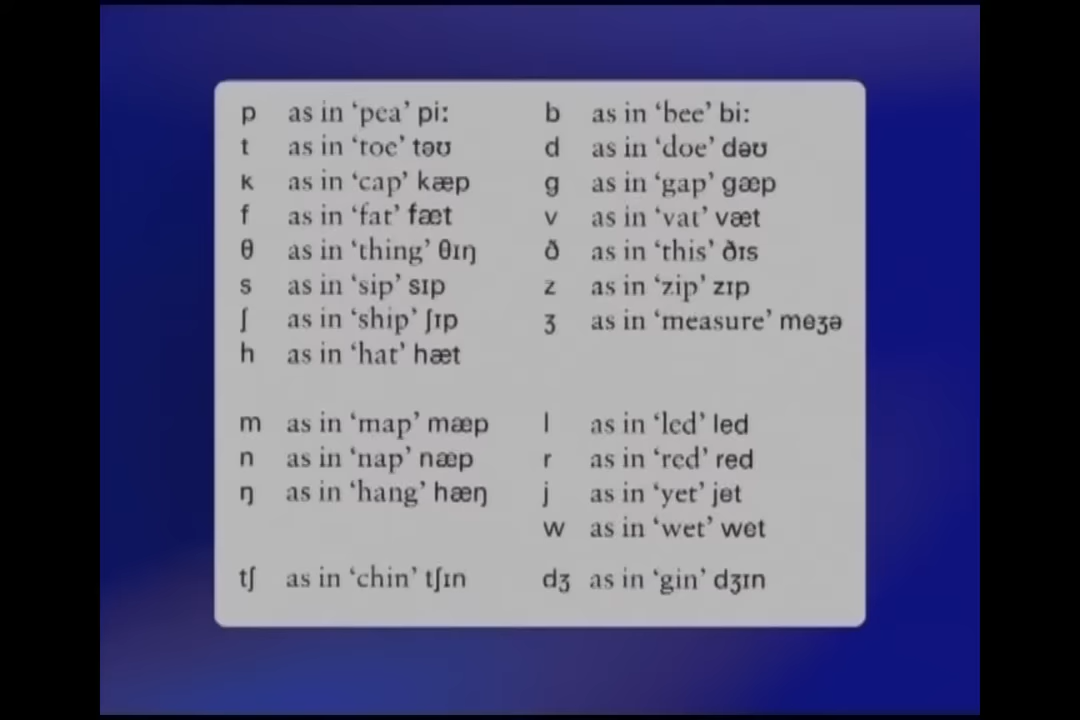 p as in ‘pea’ piː b as in ‘bee’ biː
t as in ‘toe’ təʊ d as in ‘doe’ dəʊ
k as in ‘cap’ kæp g as in ‘gap’ gæp
f as in ‘fat’ fæt v as in ‘vat’ væt
θ as in ‘thing’ θɪŋ ð as in ‘this’ ðɪs
s as in ‘sip’ sɪp z as in ‘zip’ zɪp
ʃ as in ‘ship’ ʃɪp ʒ as in ‘measure’ meʒə
h as in ‘hat’ hæt
m as in ‘map’ mæp l as in ‘led’ led
n as in ‘nap’ næp r as in ‘red’ red
ŋ as in ‘hang’ hæŋ j as in ‘yet’ jet
w as in ‘wet’ wet
tʃ as in ‘chin’ tʃɪn dʒ as in ‘gin’ dʒɪn